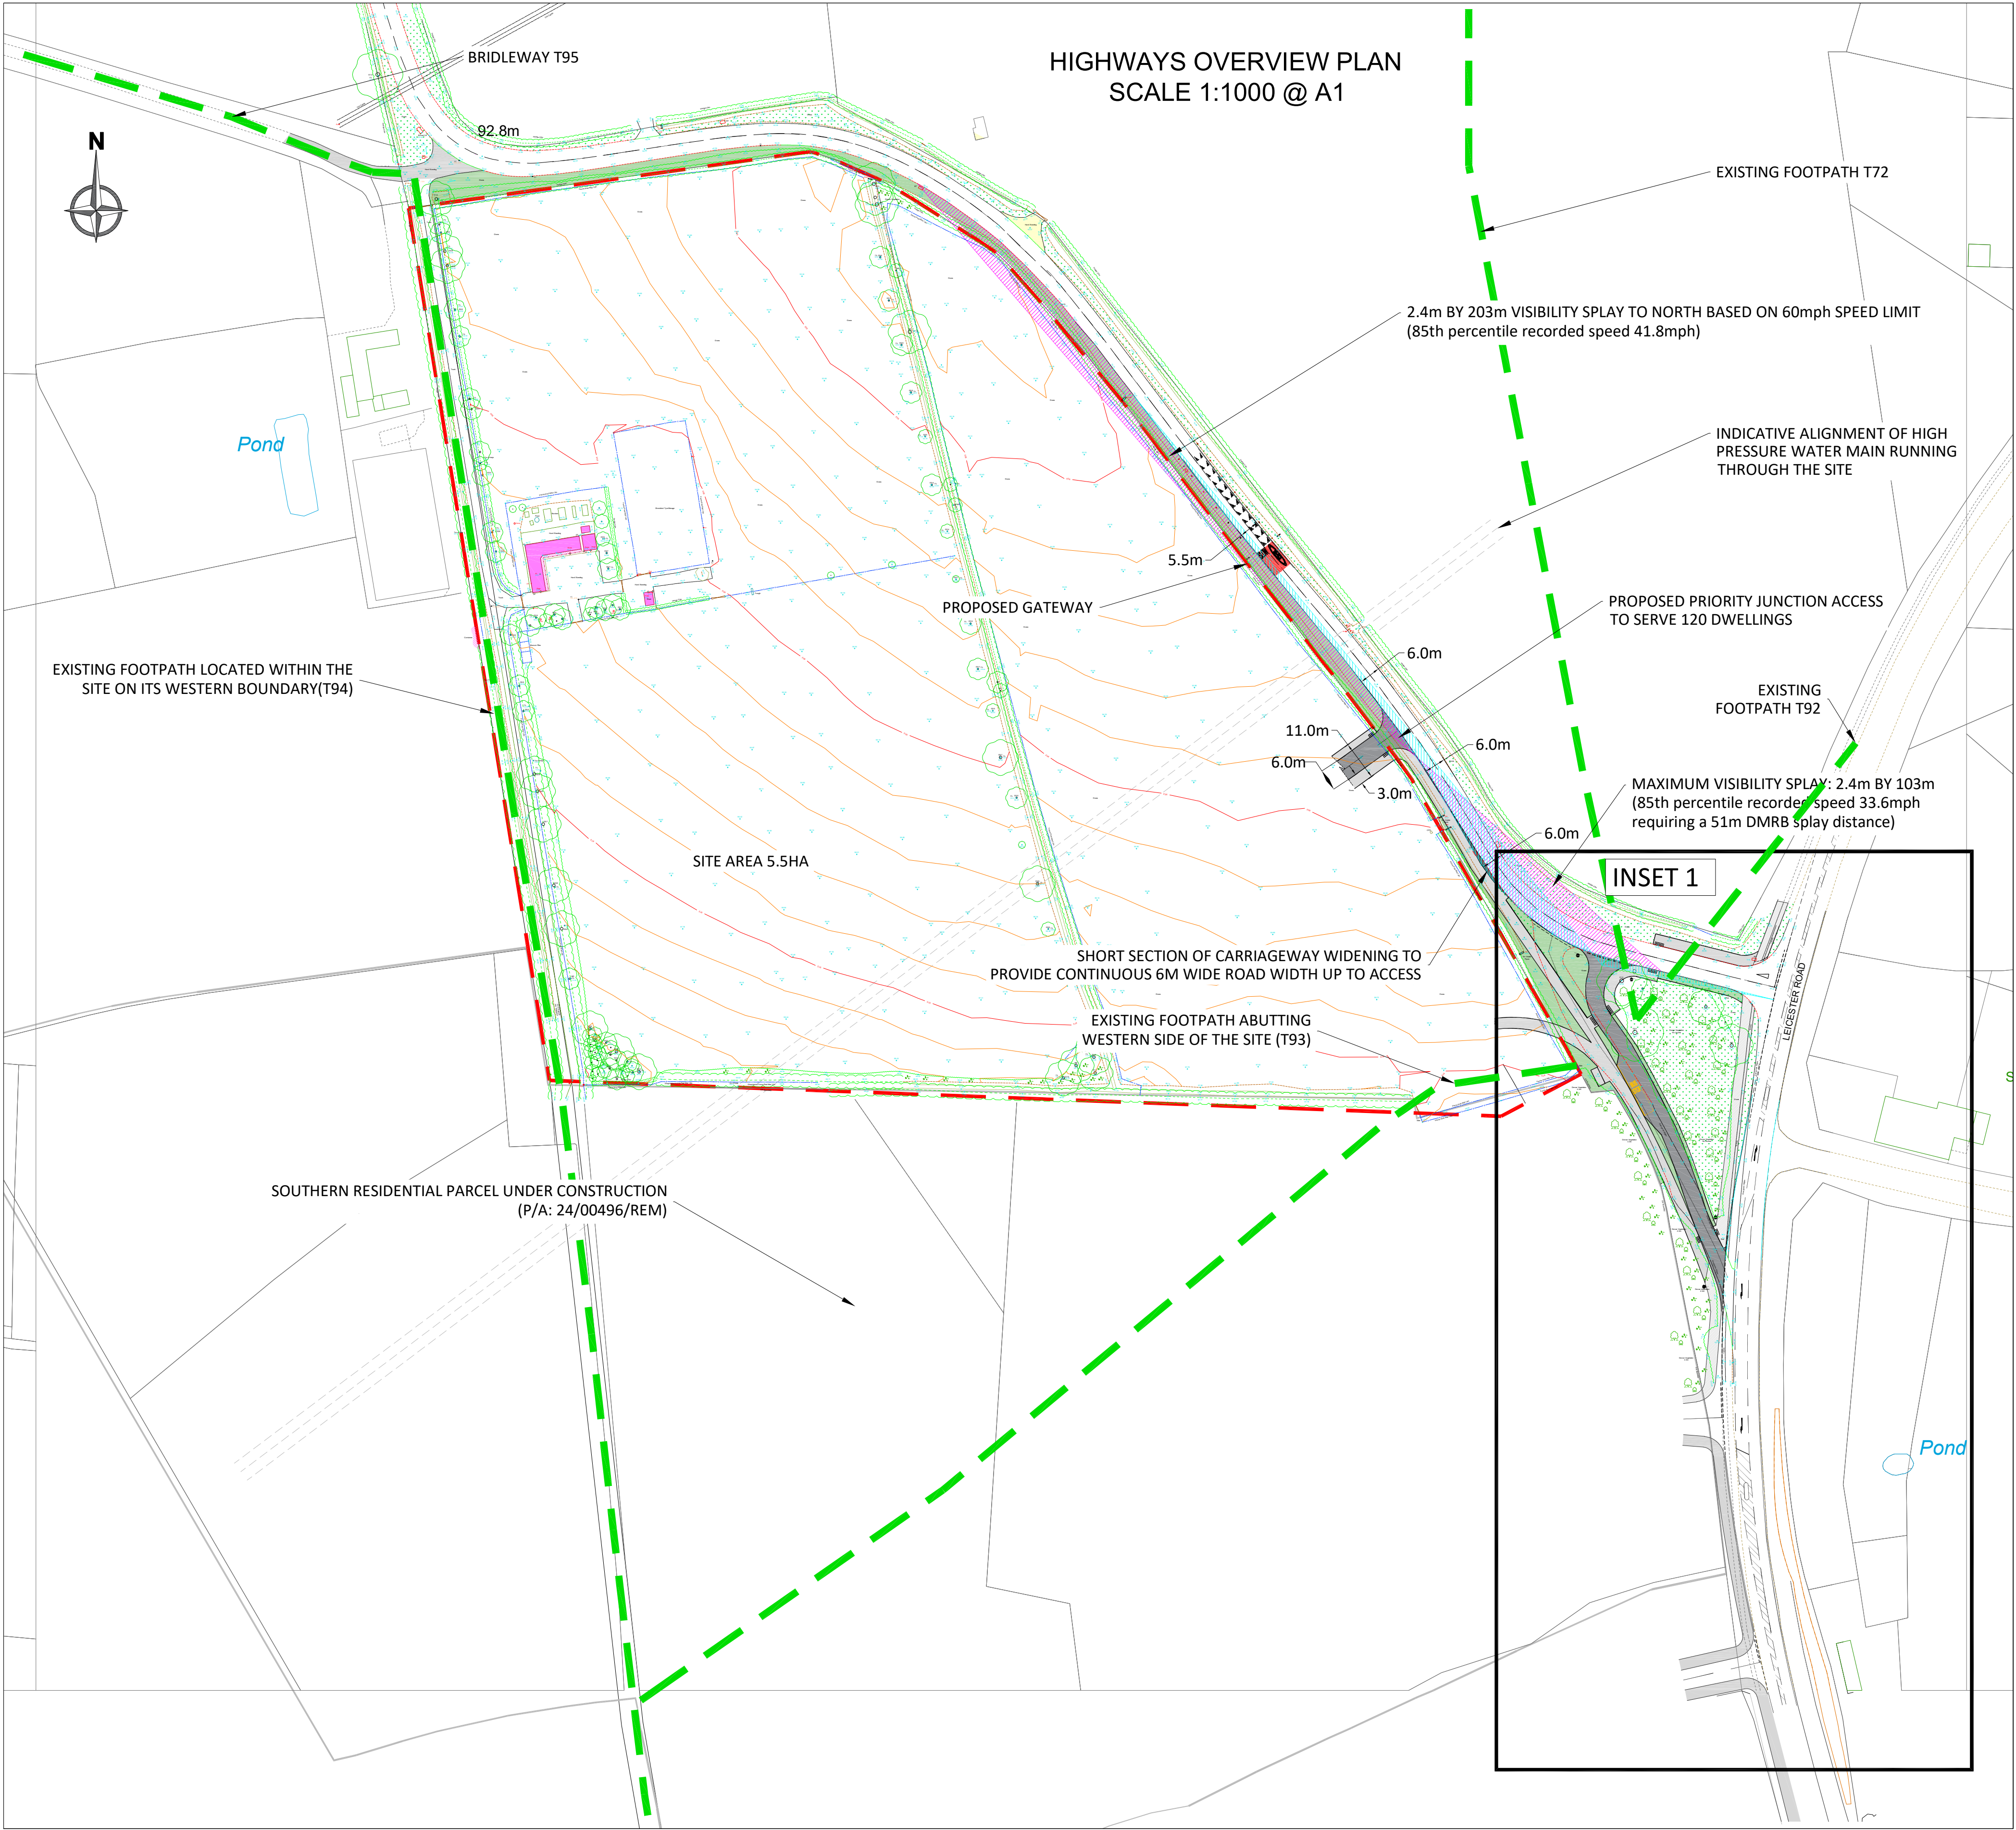 HIGHWAYS OVERVIEW PLAN
SCALE 1:1000 @ A1
BRIDLEWAY T95
92.8m
N
EXISTING FOOTPATH T72
2.4m BY 203m VISIBILITY SPLAY TO NORTH BASED ON 60mph SPEED LIMIT
(85th percentile recorded speed 41.8mph)
Pond
INDICATIVE ALIGNMENT OF HIGH
PRESSURE WATER MAIN RUNNING
THROUGH THE SITE
5.5m
PROPOSED GATEWAY
PROPOSED PRIORITY JUNCTION ACCESS
TO SERVE 120 DWELLINGS
6.0m
EXISTING FOOTPATH LOCATED WITHIN THE
SITE ON ITS WESTERN BOUNDARY(T94)
EXISTING
FOOTPATH T92
11.0m
6.0m
6.0m
3.0m
MAXIMUM VISIBILITY SPLAY: 2.4m BY 103m
(85th percentile recorded speed 33.6mph
requiring a 51m DMRB splay distance)
6.0m
SITE AREA 5.5HA
INSET 1
SHORT SECTION OF CARRIAGEWAY WIDENING TO
PROVIDE CONTINUOUS 6M WIDE ROAD WIDTH UP TO ACCESS
LEICESTER ROAD
EXISTING FOOTPATH ABUTTING
WESTERN SIDE OF THE SITE (T93)
S
SOUTHERN RESIDENTIAL PARCEL UNDER CONSTRUCTION
(P/A: 24/00496/REM)
Pond